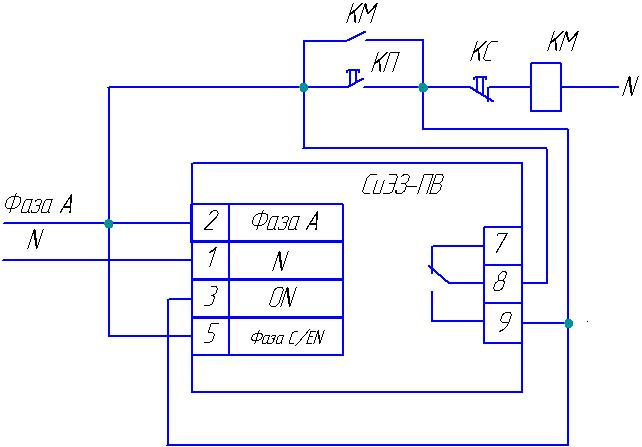 КМ
КП
КС
КМ
N
СиЭЗ-ПВ
Фаза А
N
2 Фаза А
1 N
3 ON
5 Фаза С/EN
7
8
9